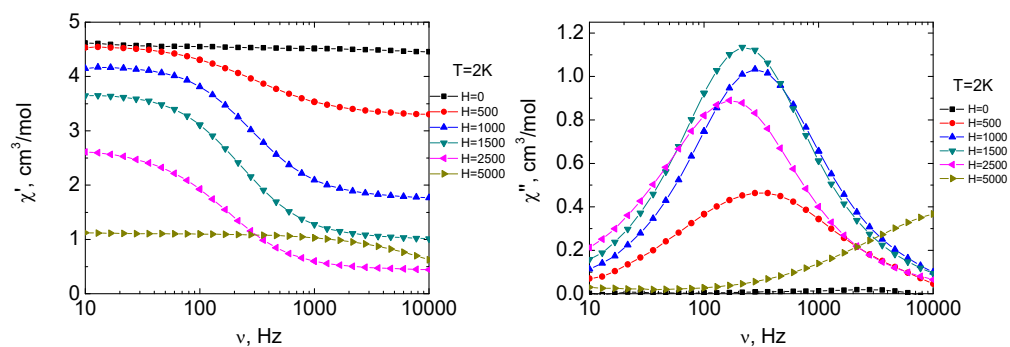 5
4
3
2
1
0
10
100
1000
10000
χ′, cm³/mol
ν, Hz
T=2K
H=0
H=500
H=1000
H=1500
H=2500
H=5000
1.2
1.0
0.8
0.6
0.4
0.2
0.0
10
100
1000
10000
χ″, cm³/mol
ν, Hz
T=2K
H=0
H=500
H=1000
H=1500
H=2500
H=5000